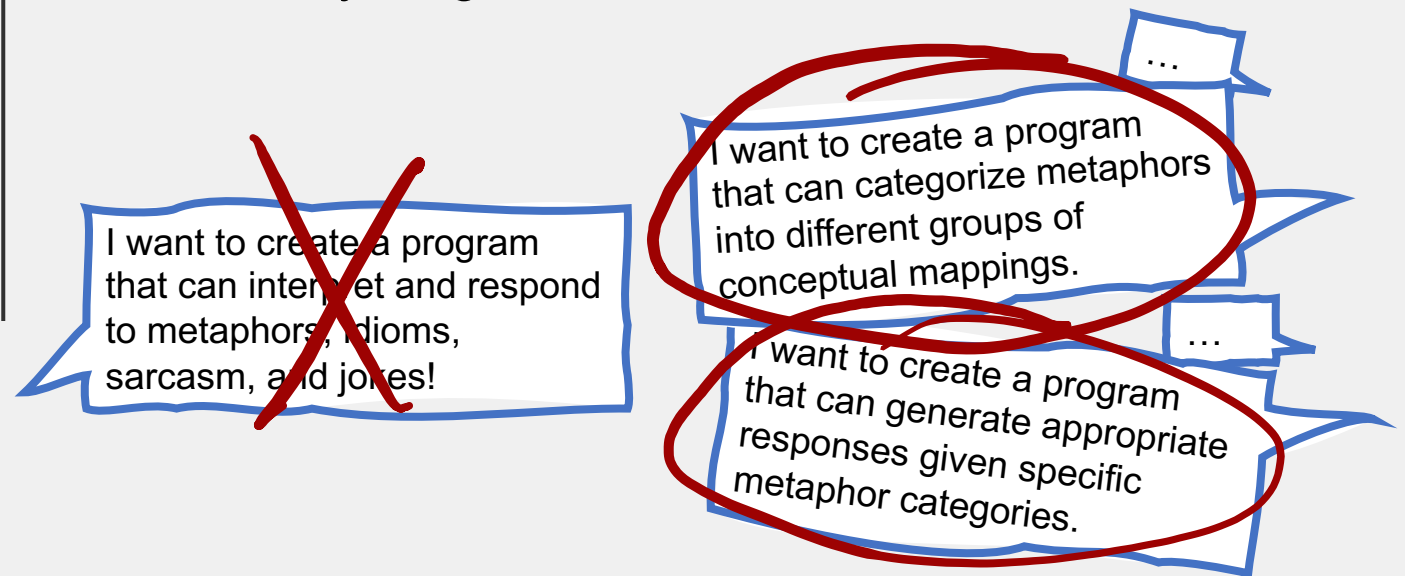 I want to create a program
that can interpret and respond
to metaphors, idioms,
sarcasm, and jokes!
…
I want to create a program
that can categorize metaphors
into different groups of
conceptual mappings.
…
I want to create a program
that can generate appropriate
responses given specific
metaphor categories.